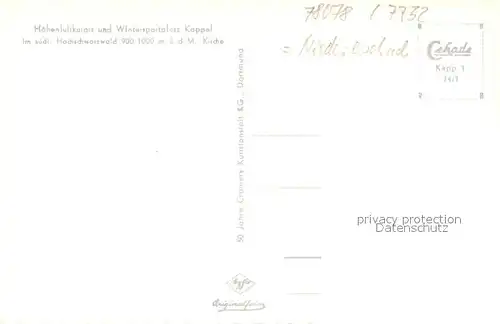 Höhenluftkurort und Wintersportplatz Kappel
Im südl. Hochschwarzwald 900-1000 m ü. d. M. Kirche
78078 / 7732
= Niedereschach
Cekade
Kapp 1
50 Jahre Cramers Kunstanstalt KG., Dortmund
privacy protection
Datenschutz
Agfa
Originalfoto